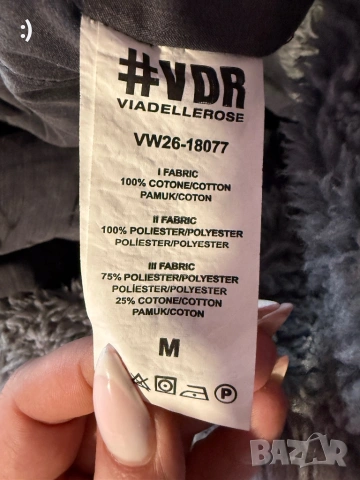 :)
#VDR
VIADELLEROSE
VW26-18077
I FABRIC
100% COTONE/COTTON
PAMUK/COTON
II FABRIC
100% POLIESTER/POLYESTER
POLİESTER/POLYESTER
III FABRIC
75% POLIESTER/POLYESTER
POLİESTER/POLYESTER
25% COTONE/COTTON
PAMUK/COTON
M
P
BAZAR